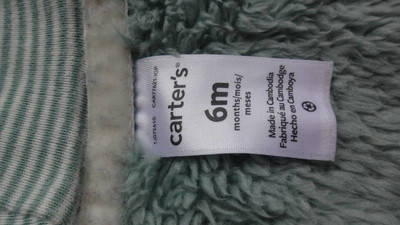 carter's®
6m
months/mois/
meses
Made in Cambodia
Fabriqué au Cambodge
Hecho en Camboya